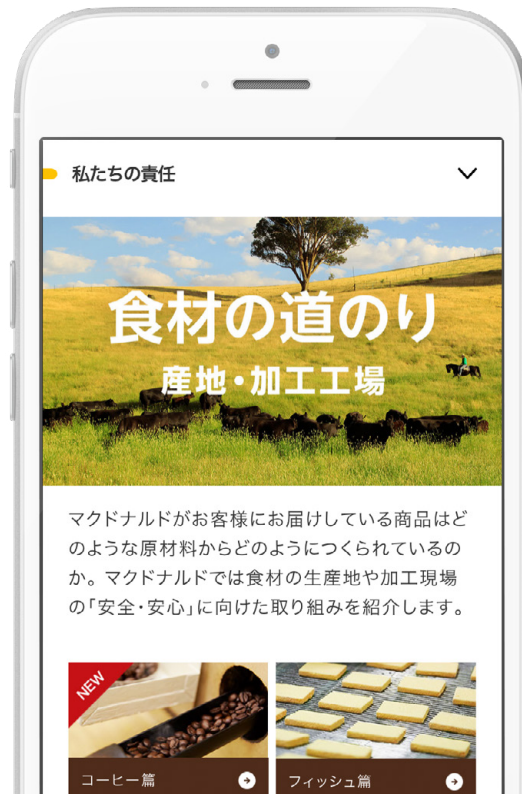 私たちの責任
食材の道のり
産地・加工工場
マクドナルドがお客様にお届けしている商品はど
のような原材料からどのようにつくられているの
か。マクドナルドでは食材の生産地や加工現場
の「安全・安心」に向けた取り組みを紹介します。
NEW
コーヒー篇
フィッシュ篇